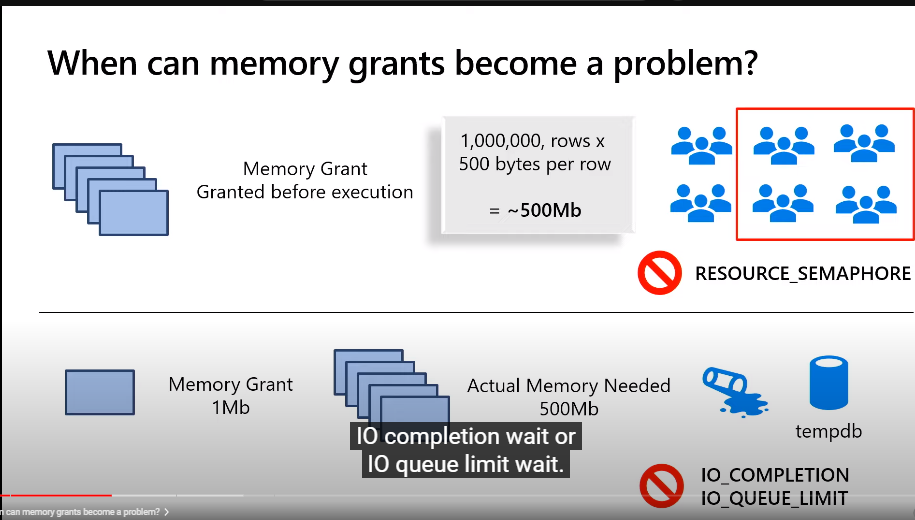 When can memory grants become a problem?
Memory Grant
Granted before execution
1,000,000, rows x
500 bytes per row
= ~500Mb
RESOURCE_SEMAPHORE
Memory Grant
1Mb
Actual Memory Needed
500Mb
tempdb
IO completion wait or
IO queue limit wait.
IO_COMPLETION
IO_QUEUE_LIMIT
n can memory grants become a problem?